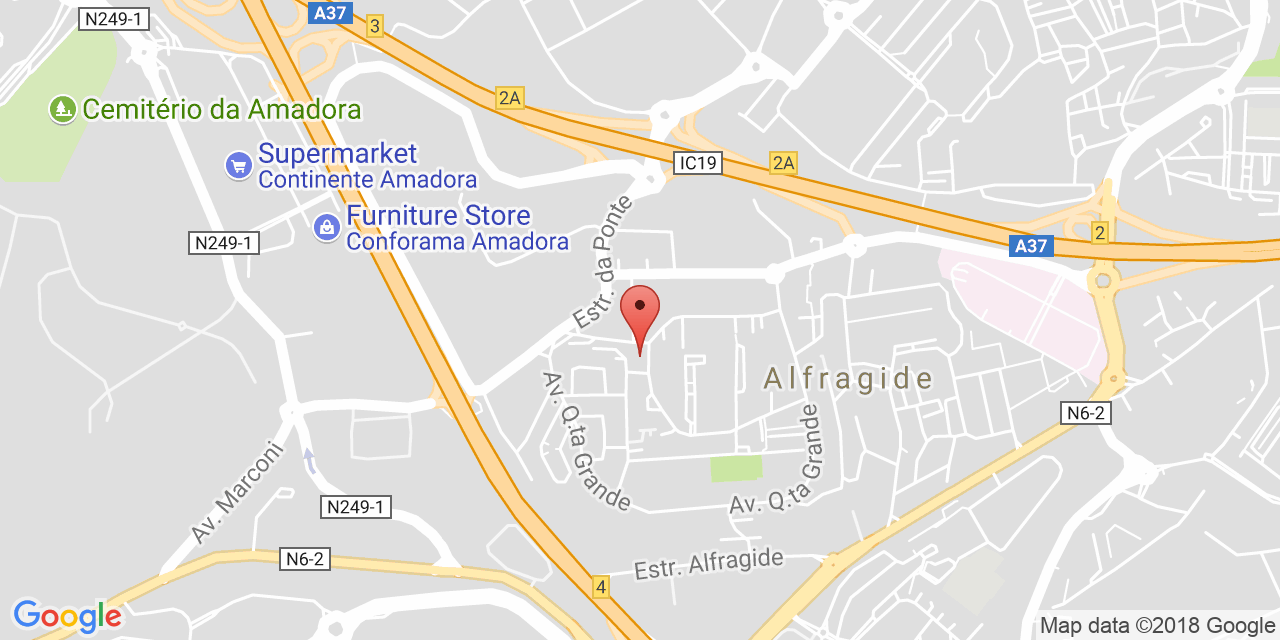 N249-1
A37
3
2A
Cemitério da Amadora
Supermarket
Continente Amadora
IC19
2A
Furniture Store
Conforama Amadora
N249-1
Estr. da Ponte
A37
2
Alfragide
Av. Q.ta Grande
N6-2
Av. Marconi
Av. Q.ta Grande
N249-1
N6-2
Estr. Alfragide
4
Google
Map data ©2018 Google